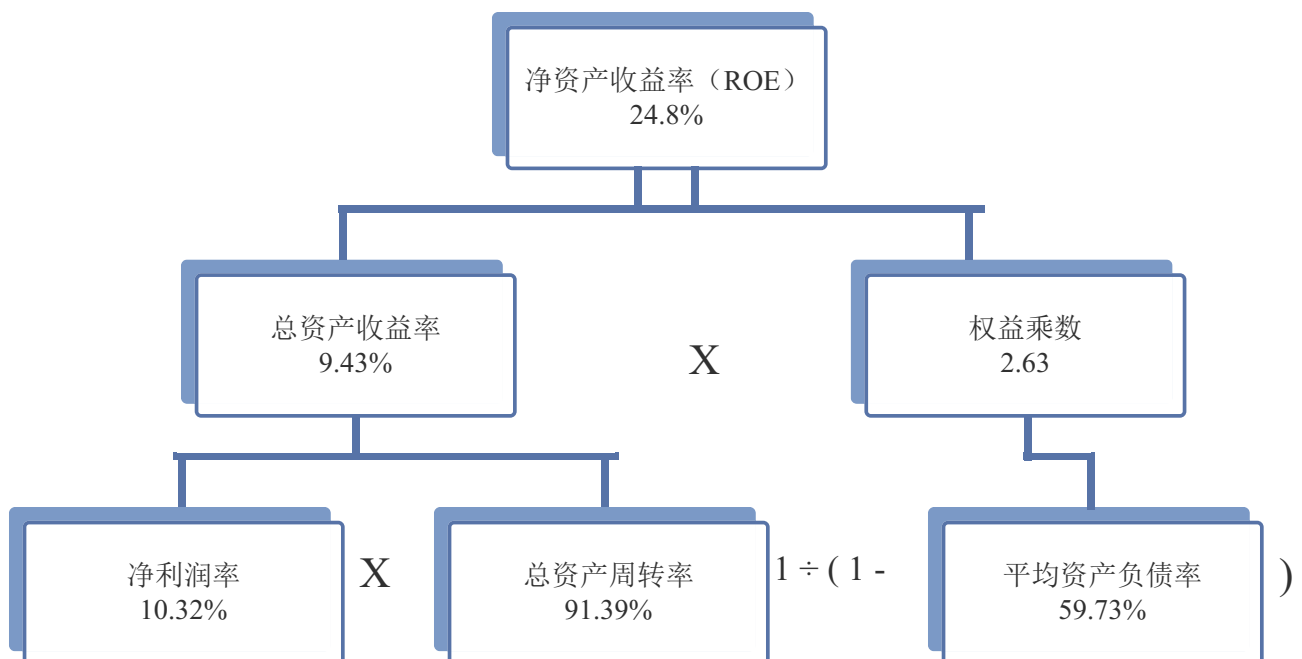 净资产收益率（ROE）
24.8%
总资产收益率
9.43%
X
权益乘数
2.63
净利润率
10.32%
X
总资产周转率
91.39%
1 ÷ ( 1 -
平均资产负债率
59.73%
)